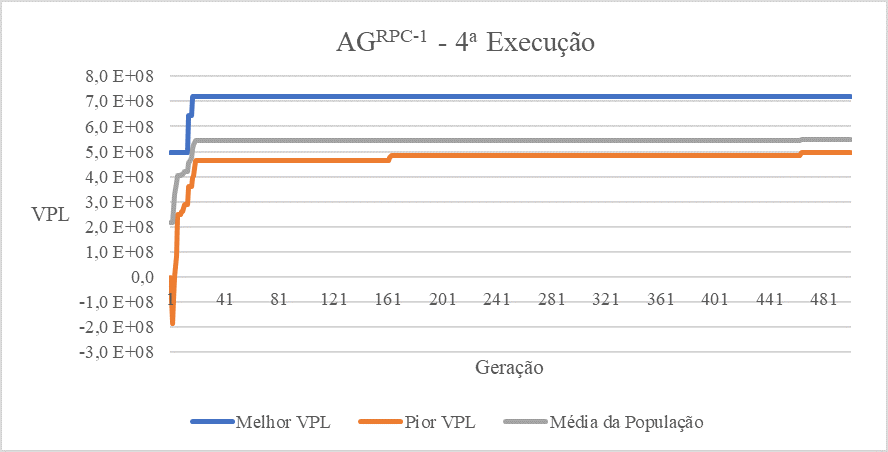 AGRPC-1 - 4ª Execução
8,0 E+08
7,0 E+08
6,0 E+08
5,0 E+08
4,0 E+08
3,0 E+08
VPL
2,0 E+08
1,0 E+08
0,0
1 41 81 121 161 201 241 281 321 361 401 441 481
-1,0 E+08
-2,0 E+08
-3,0 E+08
Geração
Melhor VPL Pior VPL Média da População